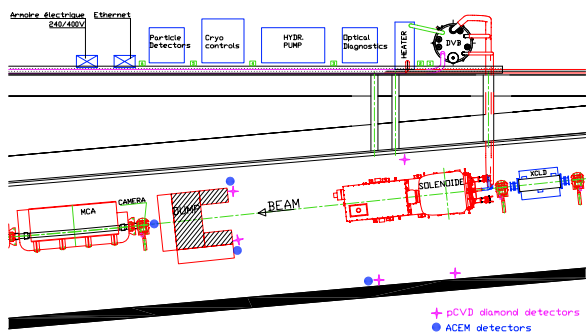 Armoire électrique
240/400V
Ethernet
Particle
Detectors
Cryo
controls
HYDR.
PUMP
Optical
Diagnostics
HEATER
DVB
SOLENOIDE
XCLD
MCA
CAMERA
DUMP
BEAM
pCVD diamond detectors
ACEM detectors